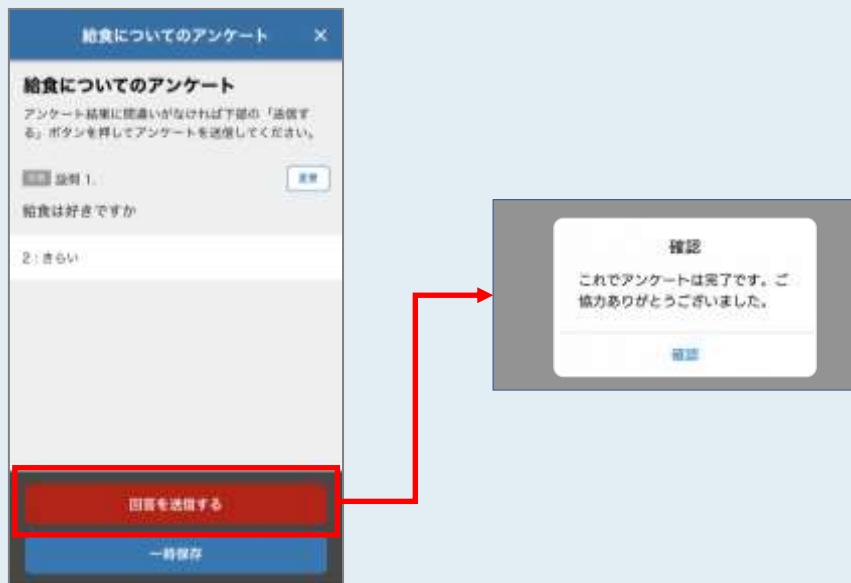 給食についてのアンケート ×
給食についてのアンケート
アンケート結果に間違いがなければ下部の「送信す
る」ボタンを押してアンケートを送信してください。
設問 1.
変更
給食は好きですか
2 : きらい
回答を送信する
一時保存
確認
これでアンケートは完了です。ご
協力ありがとうございました。
確認